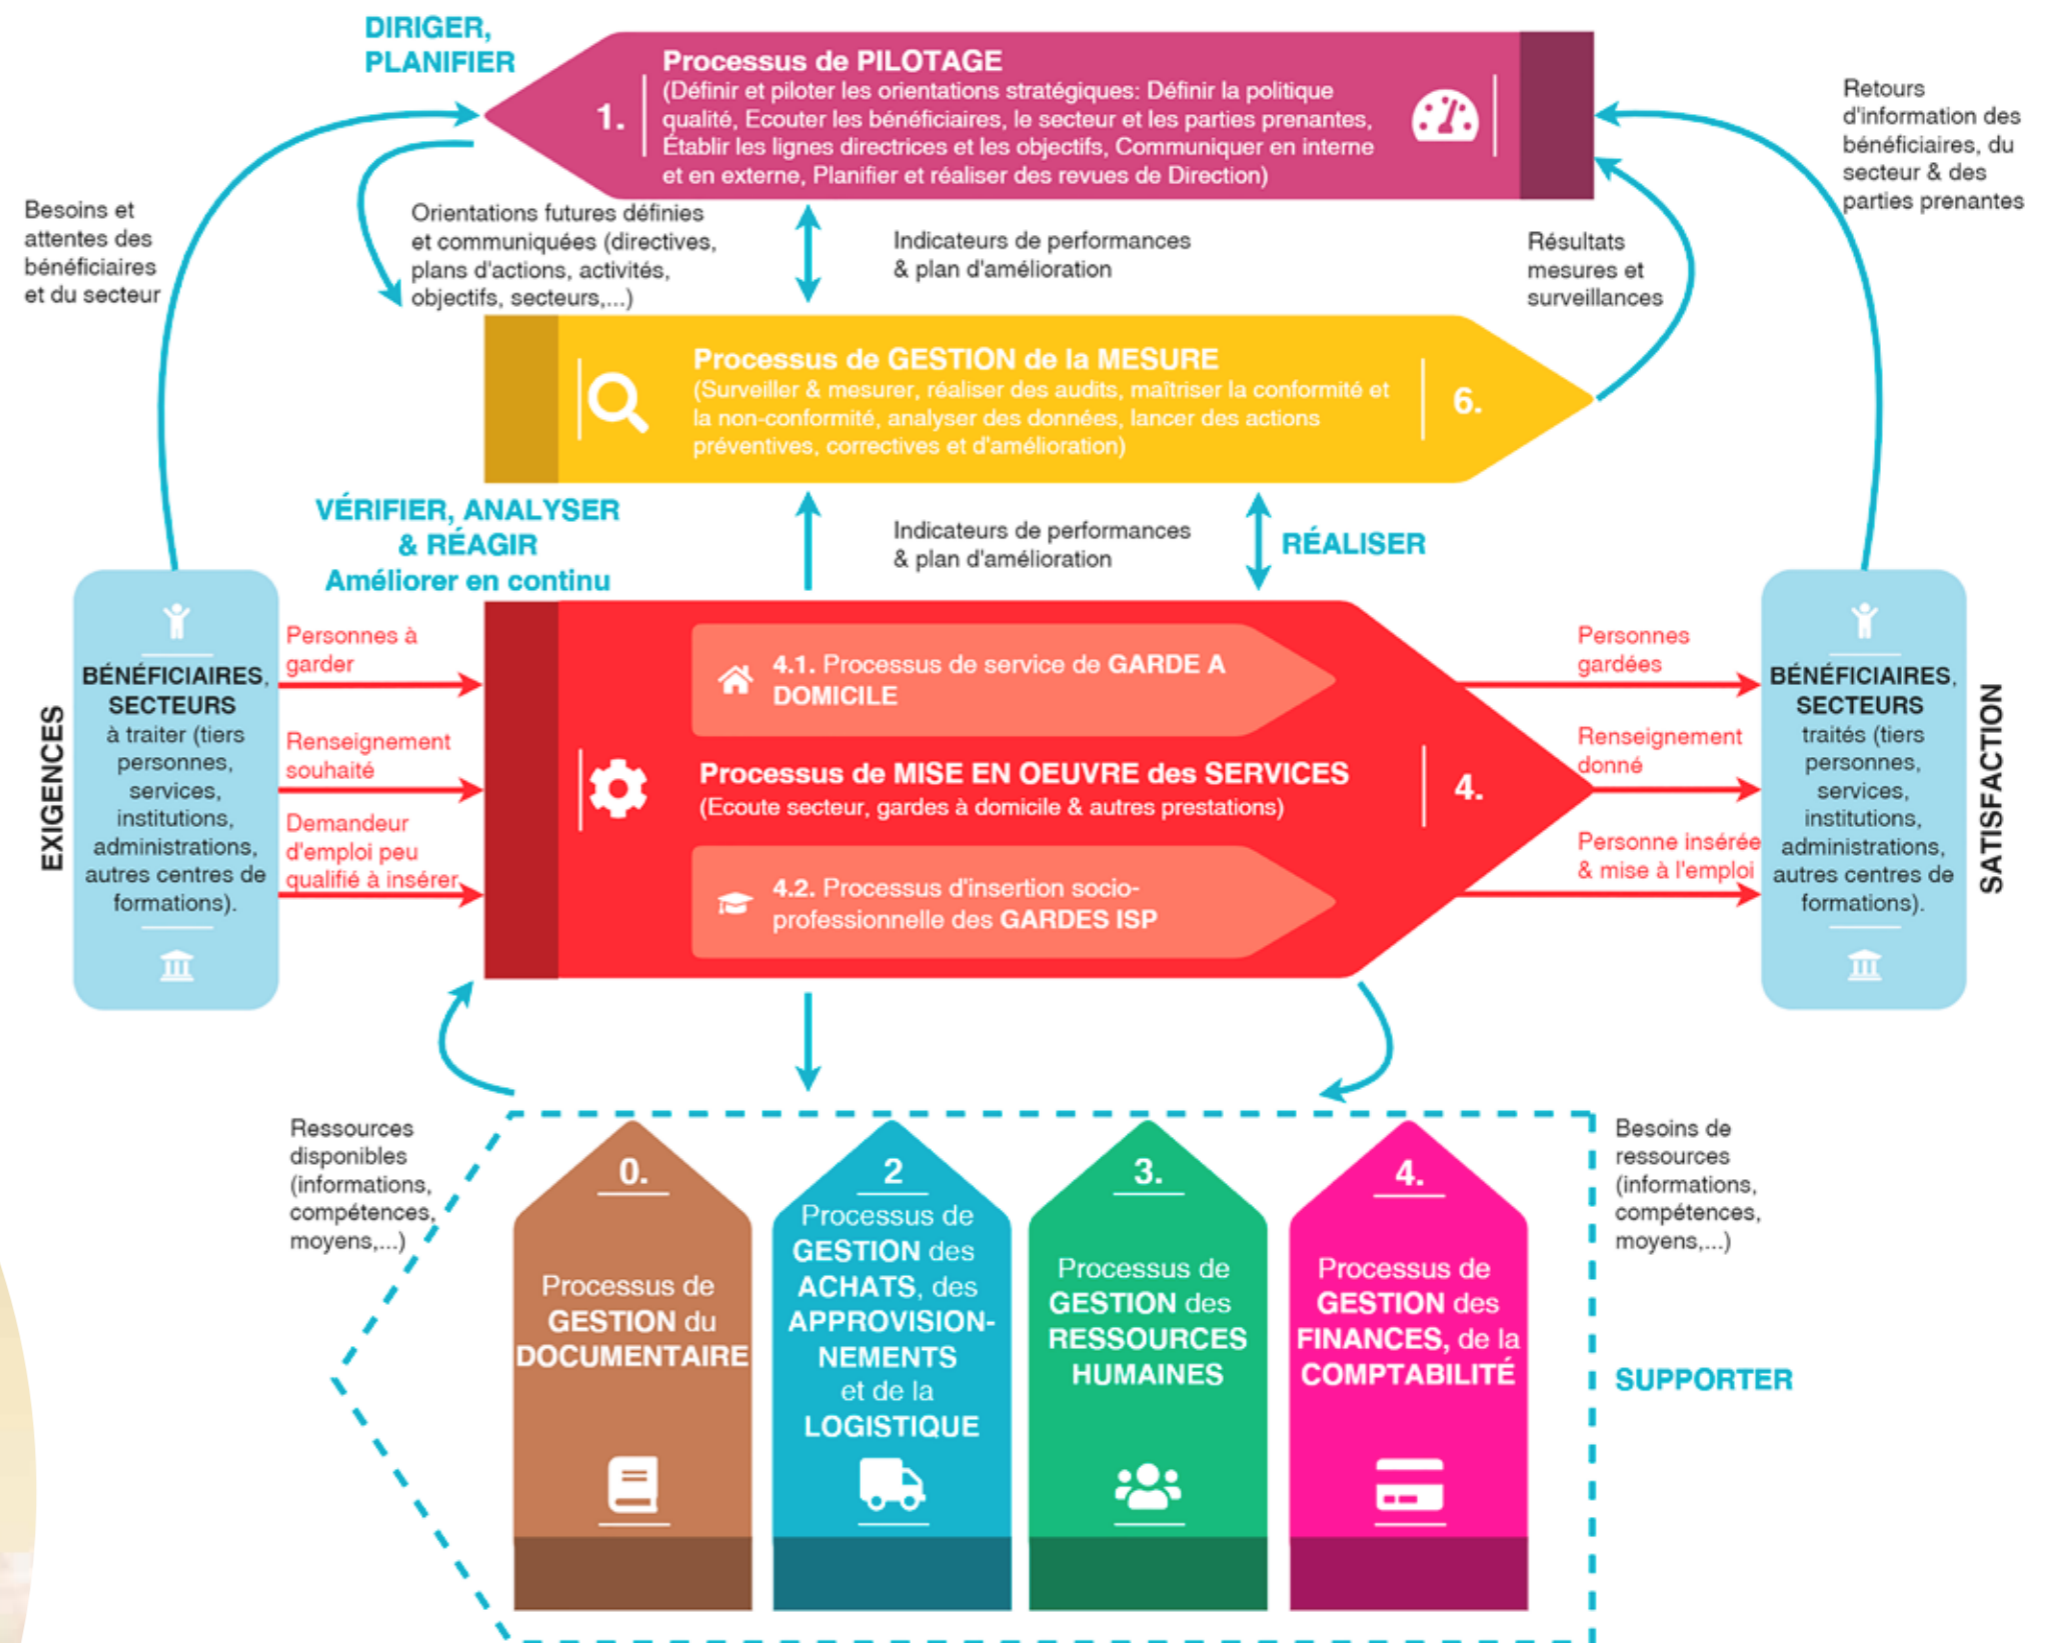 DIRIGER,
PLANIFIER
Processus de PILOTAGE
1.
(Définir et piloter les orientations stratégiques: Définir la politique
qualité, Ecouter les bénéficiaires, le secteur et les parties prenantes,
Établir les lignes directrices et les objectifs, Communiquer en interne
et en externe, Planifier et réaliser des revues de Direction)
Retours
d'information des
bénéficiaires, du
secteur & des
parties prenantes
Besoins et
attentes des
bénéficiaires
et du secteur
Orientations futures définies
et communiquées (directives,
plans d'actions, activités,
objectifs, secteurs,...)
Indicateurs de performances
& plan d'amélioration
Résultats
mesures et
surveillances
Processus de GESTION de la MESURE
(Surveiller & mesurer, réaliser des audits, maîtriser la conformité et
la non-conformité, analyser des données, lancer des actions
préventives, correctives et d'amélioration)
6.
VÉRIFIER, ANALYSER
& RÉAGIR
Améliorer en continu
Indicateurs de performances
& plan d'amélioration
RÉALISER
EXIGENCES
BÉNÉFICIAIRES,
SECTEURS
à traiter (tiers
personnes,
services,
institutions,
administrations,
autres centres de
formations).
Personnes à
garder
Renseignement
souhaité
Demandeur
d'emploi peu
qualifié à insérer
4.1. Processus de service de GARDE A
DOMICILE
Processus de MISE EN OEUVRE des SERVICES
(Ecoute secteur, gardes à domicile & autres prestations)
4.
4.2. Processus d'insertion socio-
professionnelle des GARDES ISP
Personnes
gardées
Renseignement
donné
Personne insérée
& mise à l'emploi
BÉNÉFICIAIRES,
SECTEURS
traités (tiers
personnes,
services,
institutions,
administrations,
autres centres de
formations).
SATISFACTION
Ressources
disponibles
(informations,
compétences,
moyens,...)
0.
Processus de
GESTION du
DOCUMENTAIRE
2
Processus de
GESTION des
ACHATS, des
APPROVISION-
NEMENTS
et de la
LOGISTIQUE
3.
Processus de
GESTION des
RESSOURCES
HUMAINES
4.
Processus de
GESTION des
FINANCES, de la
COMPTABILITÉ
Besoins de
ressources
(informations,
compétences,
moyens,...)
SUPPORTER